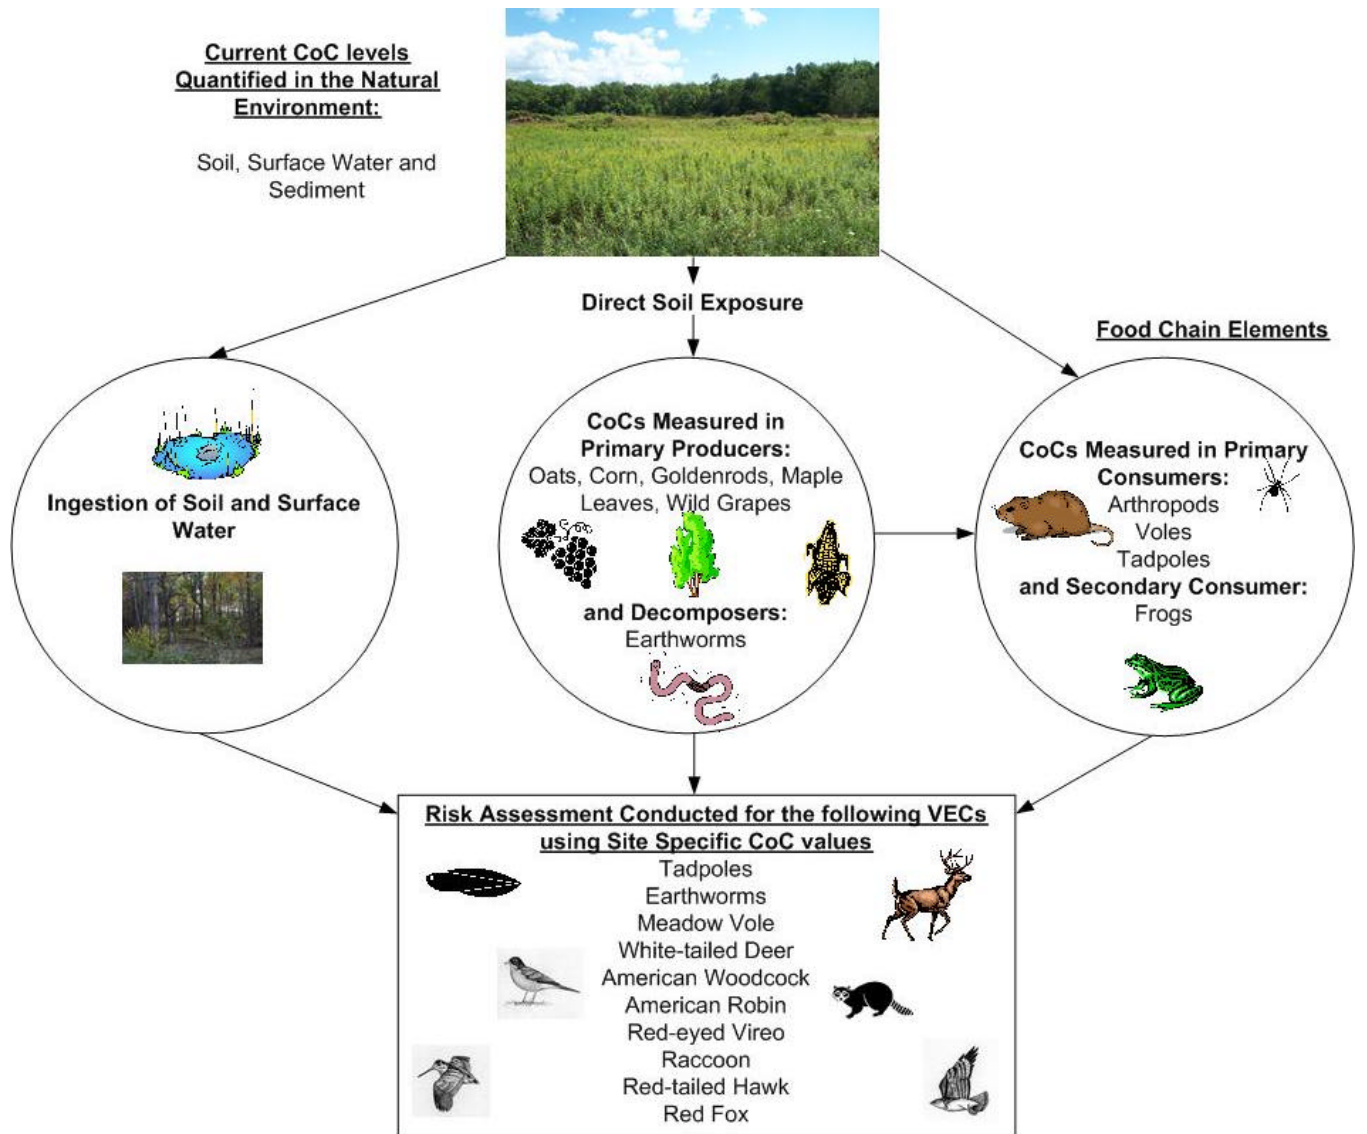 Current CoC levels
Quantified in the Natural
Environment:
Soil, Surface Water and
Sediment
Direct Soil Exposure
Food Chain Elements
Ingestion of Soil and Surface
Water
CoCs Measured in
Primary Producers:
Oats, Corn, Goldenrods, Maple
Leaves, Wild Grapes
and Decomposers:
Earthworms
CoCs Measured in Primary
Consumers:
Arthropods
Voles
Tadpoles
and Secondary Consumer:
Frogs
Risk Assessment Conducted for the following VECs
using Site Specific CoC values
Tadpoles
Earthworms
Meadow Vole
White-tailed Deer
American Woodcock
American Robin
Red-eyed Vireo
Raccoon
Red-tailed Hawk
Red Fox